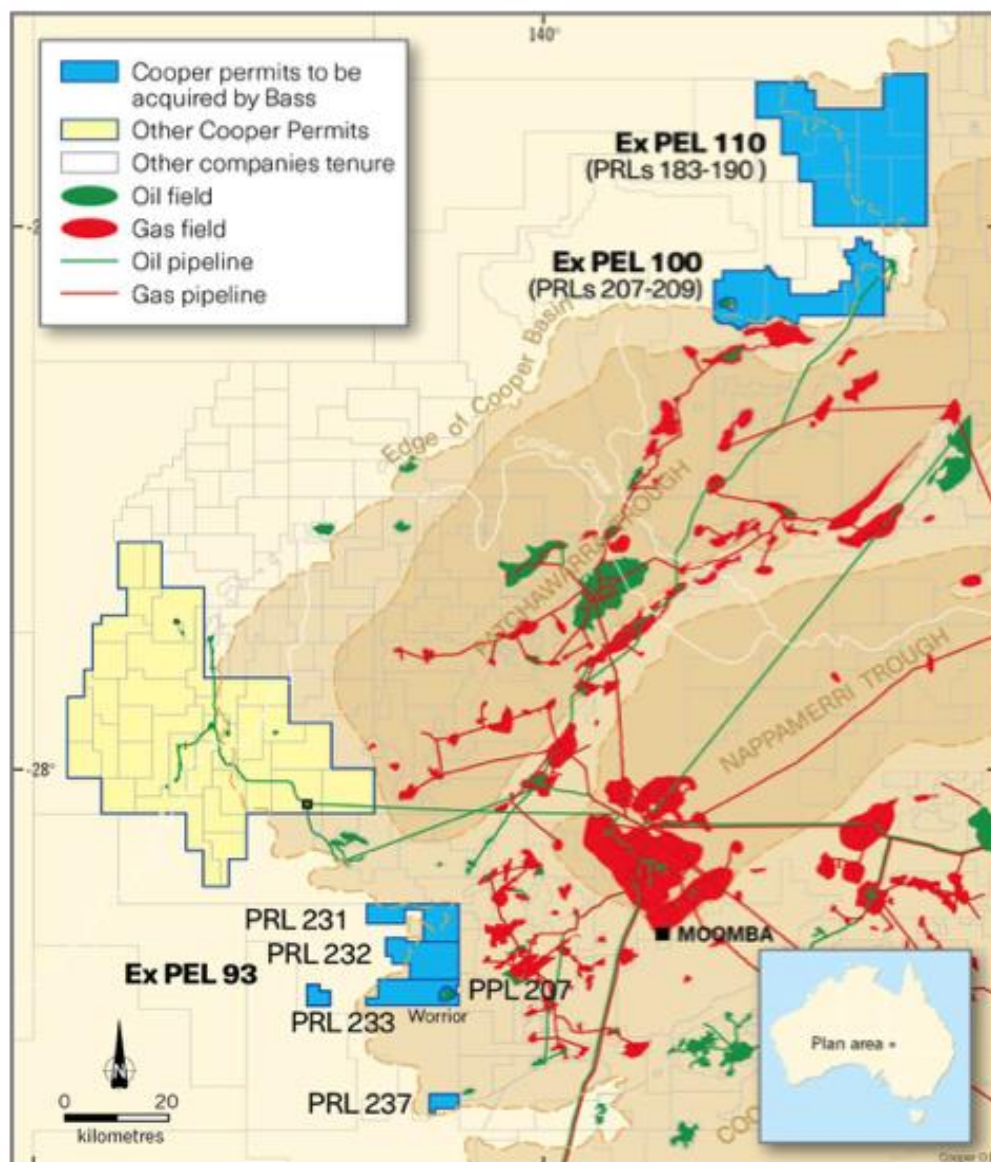 140°
Cooper permits to be
acquired by Bass
Other Cooper Permits
Other companies tenure
Oil field
Gas field
Oil pipeline
Gas pipeline
Ex PEL 110
(PRLs 183-190 )
Ex PEL 100
(PRLs 207-209)
Edge of Cooper Basin
PATCHAWARRA TROUGH
NAPPAMERRI TROUGH
-28°
PRL 231
PRL 232
Ex PEL 93
PRL 233
PPL 207
Worrior
MOOMBA
PRL 237
N
0 20
kilometres
Plan area